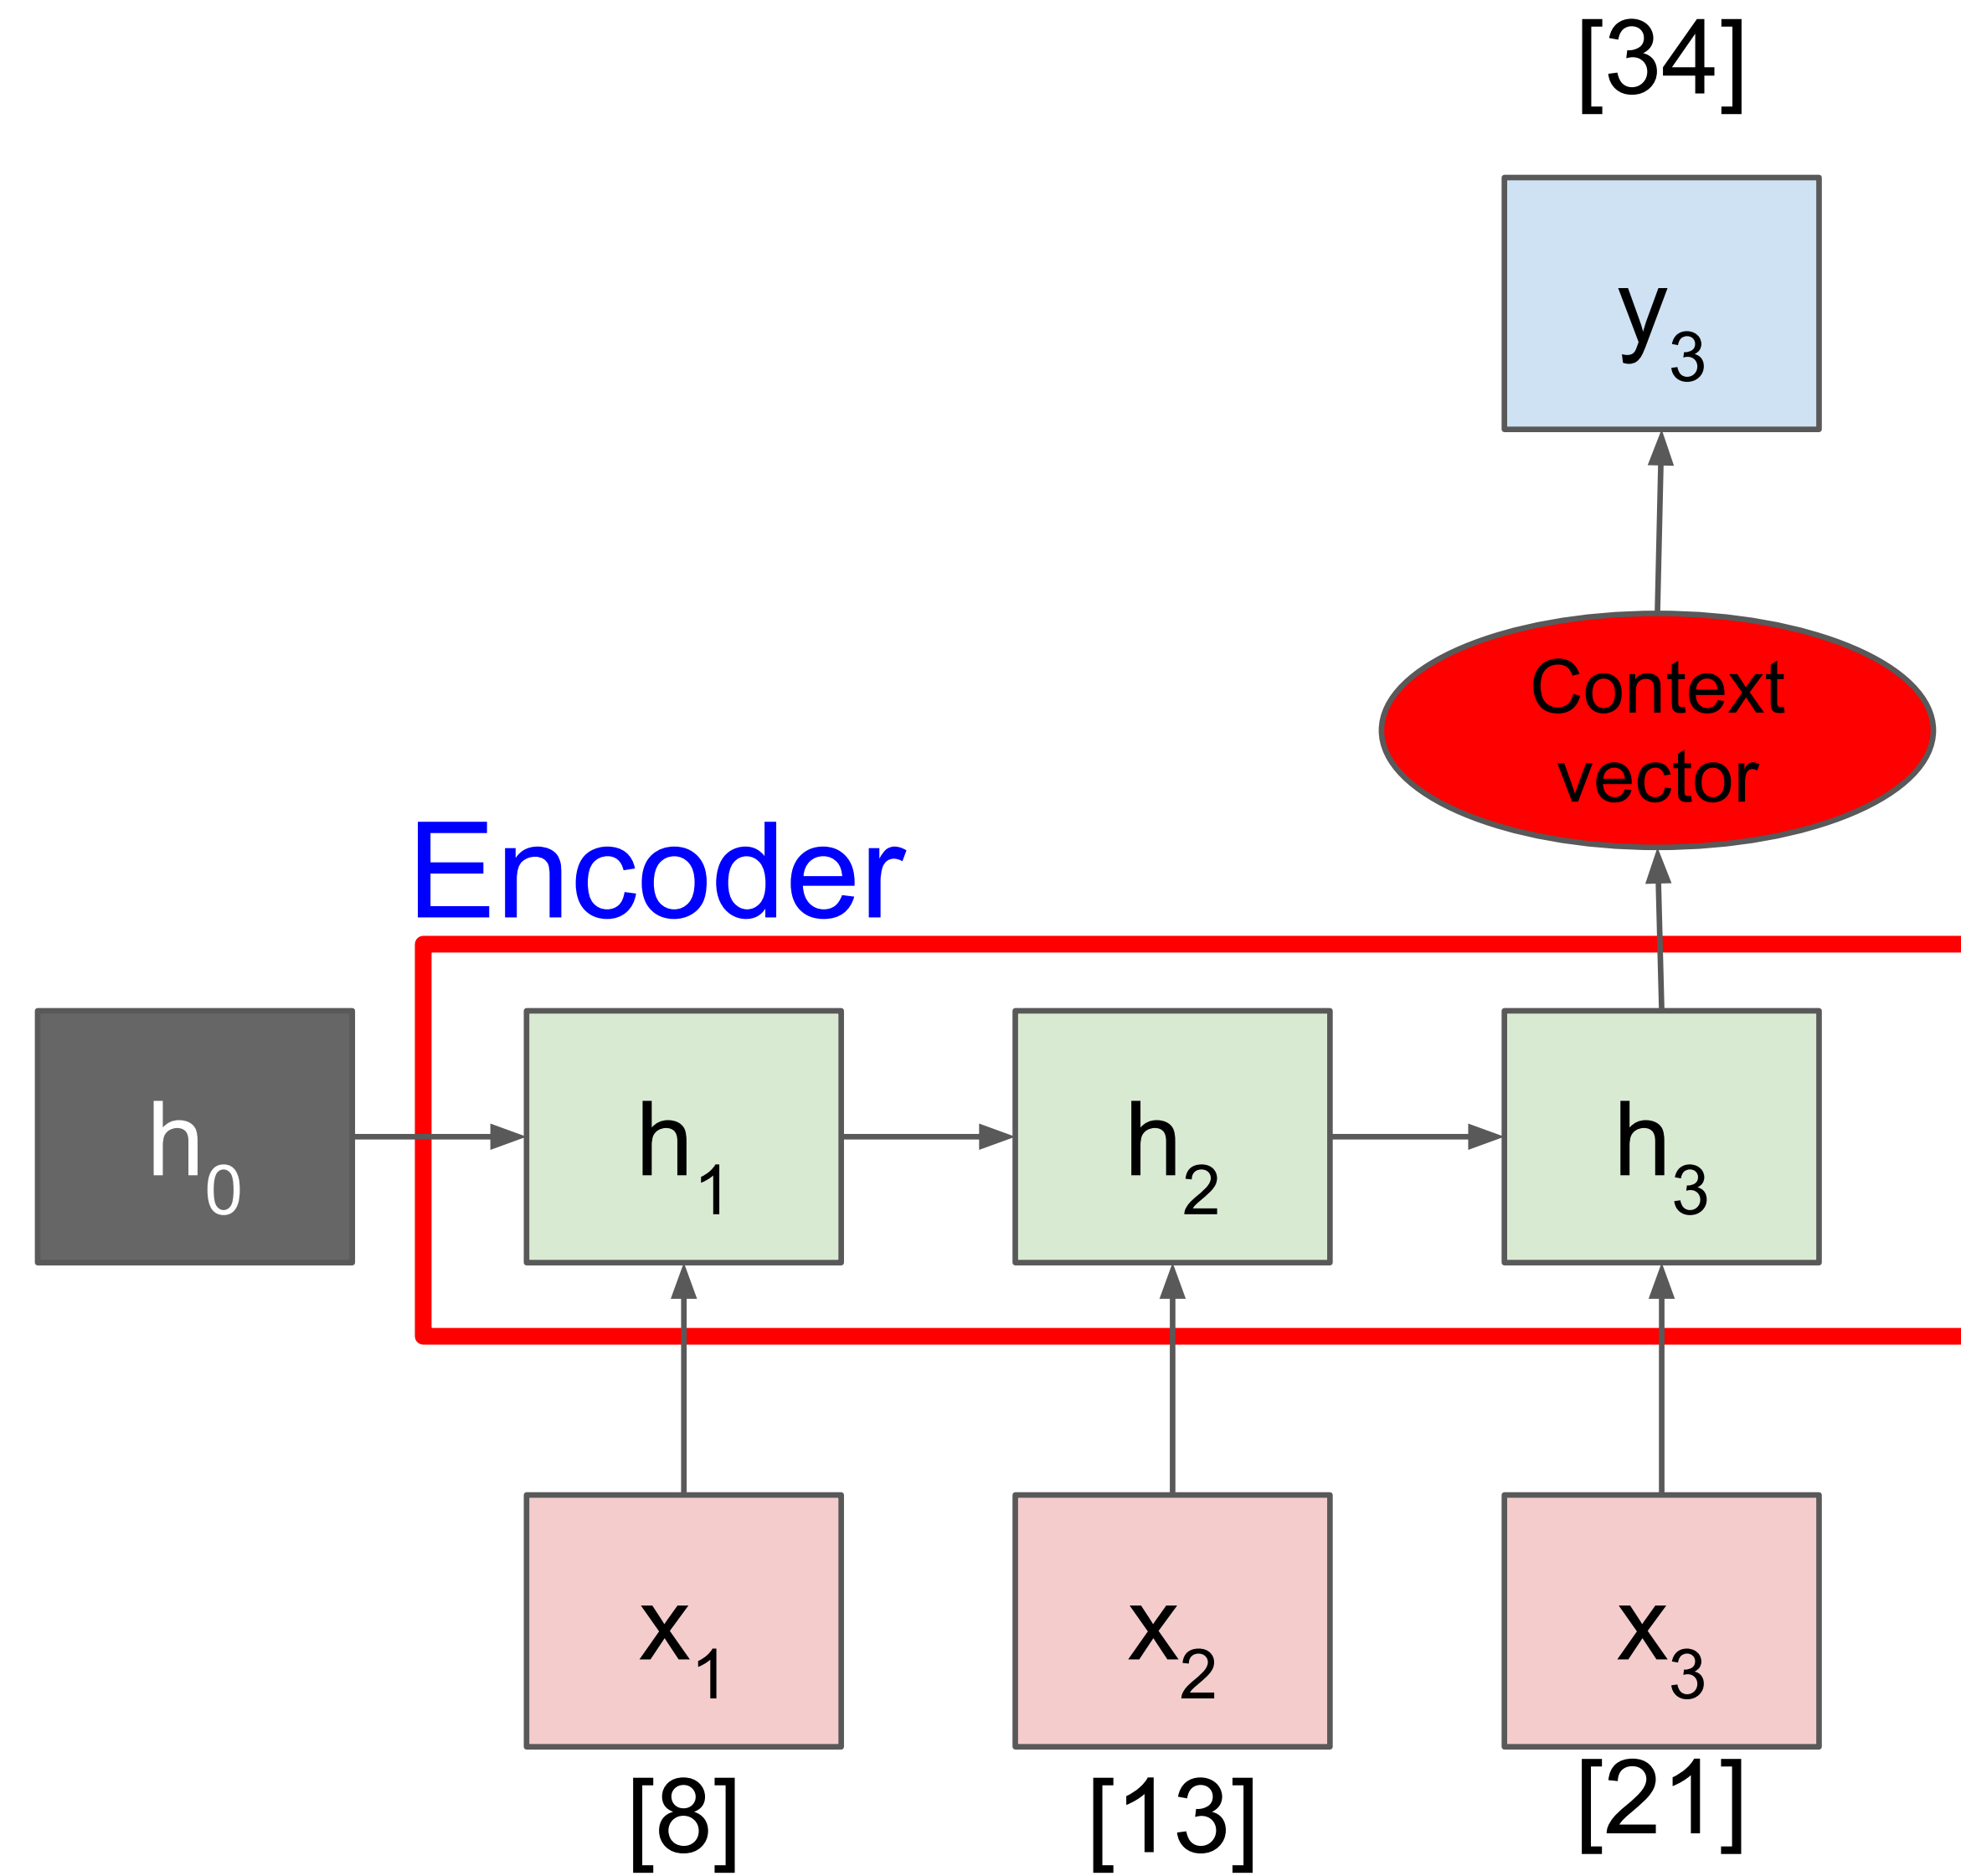 [34]
y3
Context
vector
Encoder
h0
h1
h2
h3
x1
x2
x3
[8]
[13]
[21]